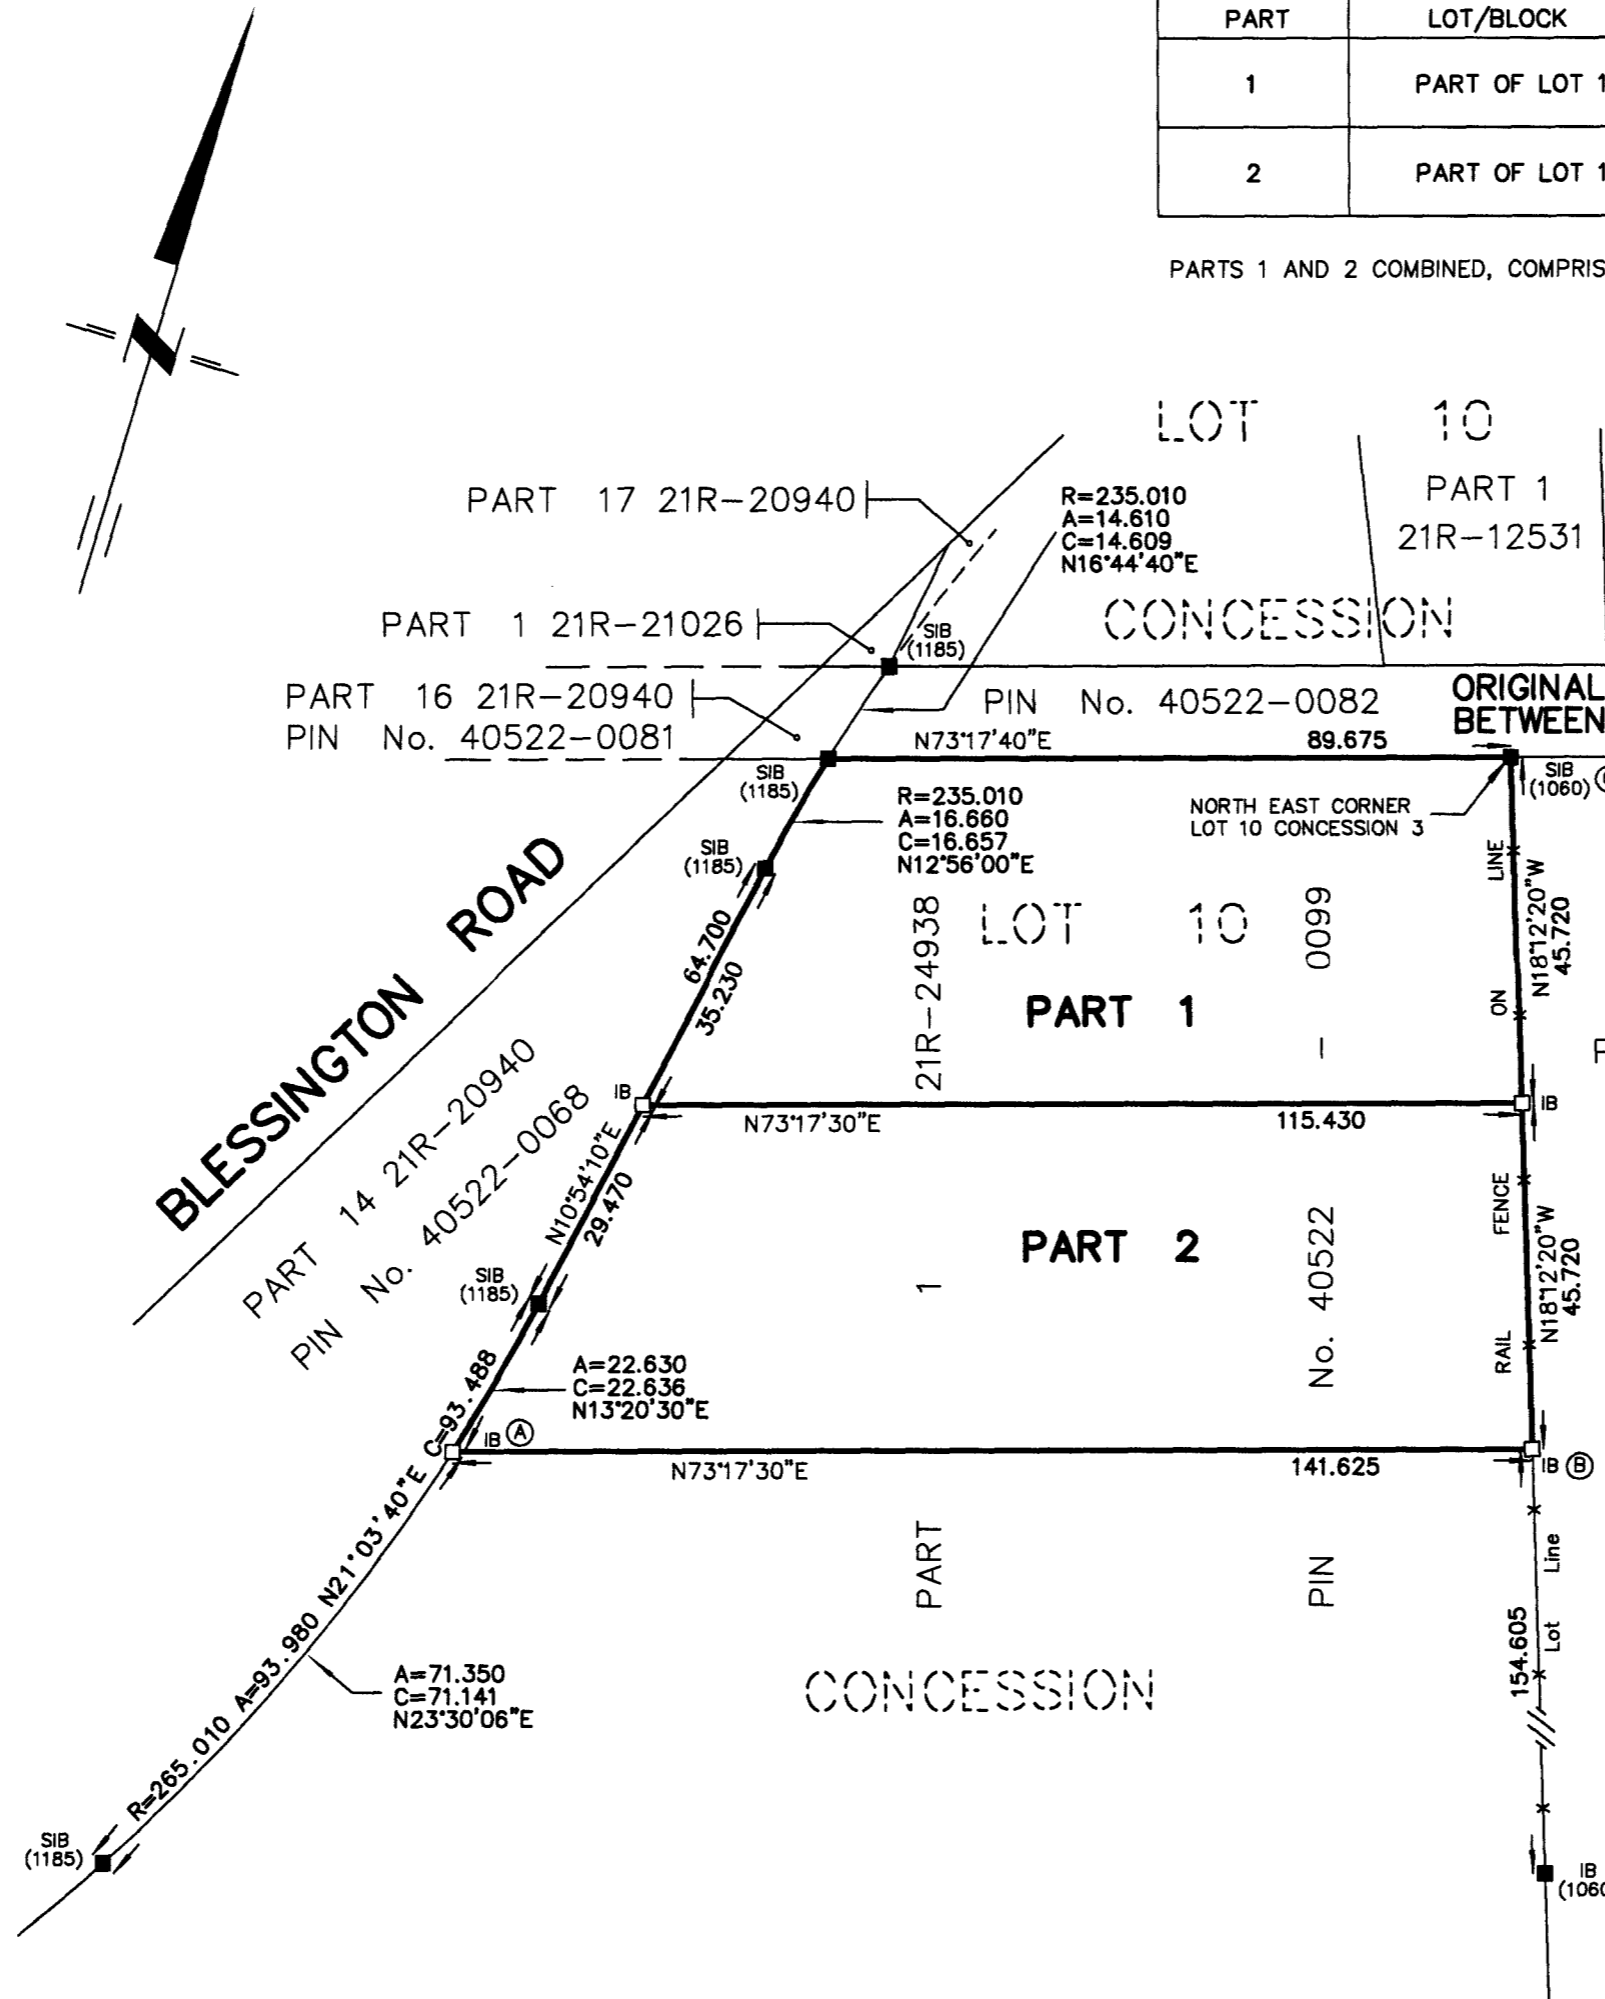 PART LOT/BLOCK
1 PART OF LOT 1
2 PART OF LOT 1
PARTS 1 AND 2 COMBINED, COMPRIS
N
LOT 10
PART 1
21R-12531
PART 17 21R-20940
R=235.010
A=14.610
C=14.609
N16°44'40"E
CONCESSION
PART 1 21R-21026
SIB
(1185)
PART 16 21R-20940
PIN No. 40522-0081
PIN No. 40522-0082
ORIGINAL
BETWEEN
N73°17'40"E 89.675
SIB
(1185)
SIB
(1060)
NORTH EAST CORNER
LOT 10 CONCESSION 3
R=235.010
A=16.660
C=16.657
N12°56'00"E
SIB
(1185)
BLESSINGTON ROAD
64.700
35.230
LOT 10
PART 1
PART 1 21R-24938
PIN No. 40522 - 0099
RAIL FENCE ON LINE
N18°12'20"W
45.720
IB
N73°17'30"E 115.430
IB
PART 14 21R-20940
PIN No. 40522-0068
N10°54'10"E
29.470
PART 2
N18°12'20"W
45.720
SIB
(1185)
A=22.630
C=22.636
N13°20'30"E
IB A
N73°17'30"E 141.625
IB B
R=265.010 A=93.980 N21°03'40"E C=93.488
A=71.350
C=71.141
N23°30'06"E
CONCESSION
154.605
Lot Line
SIB
(1185)
IB
(1060